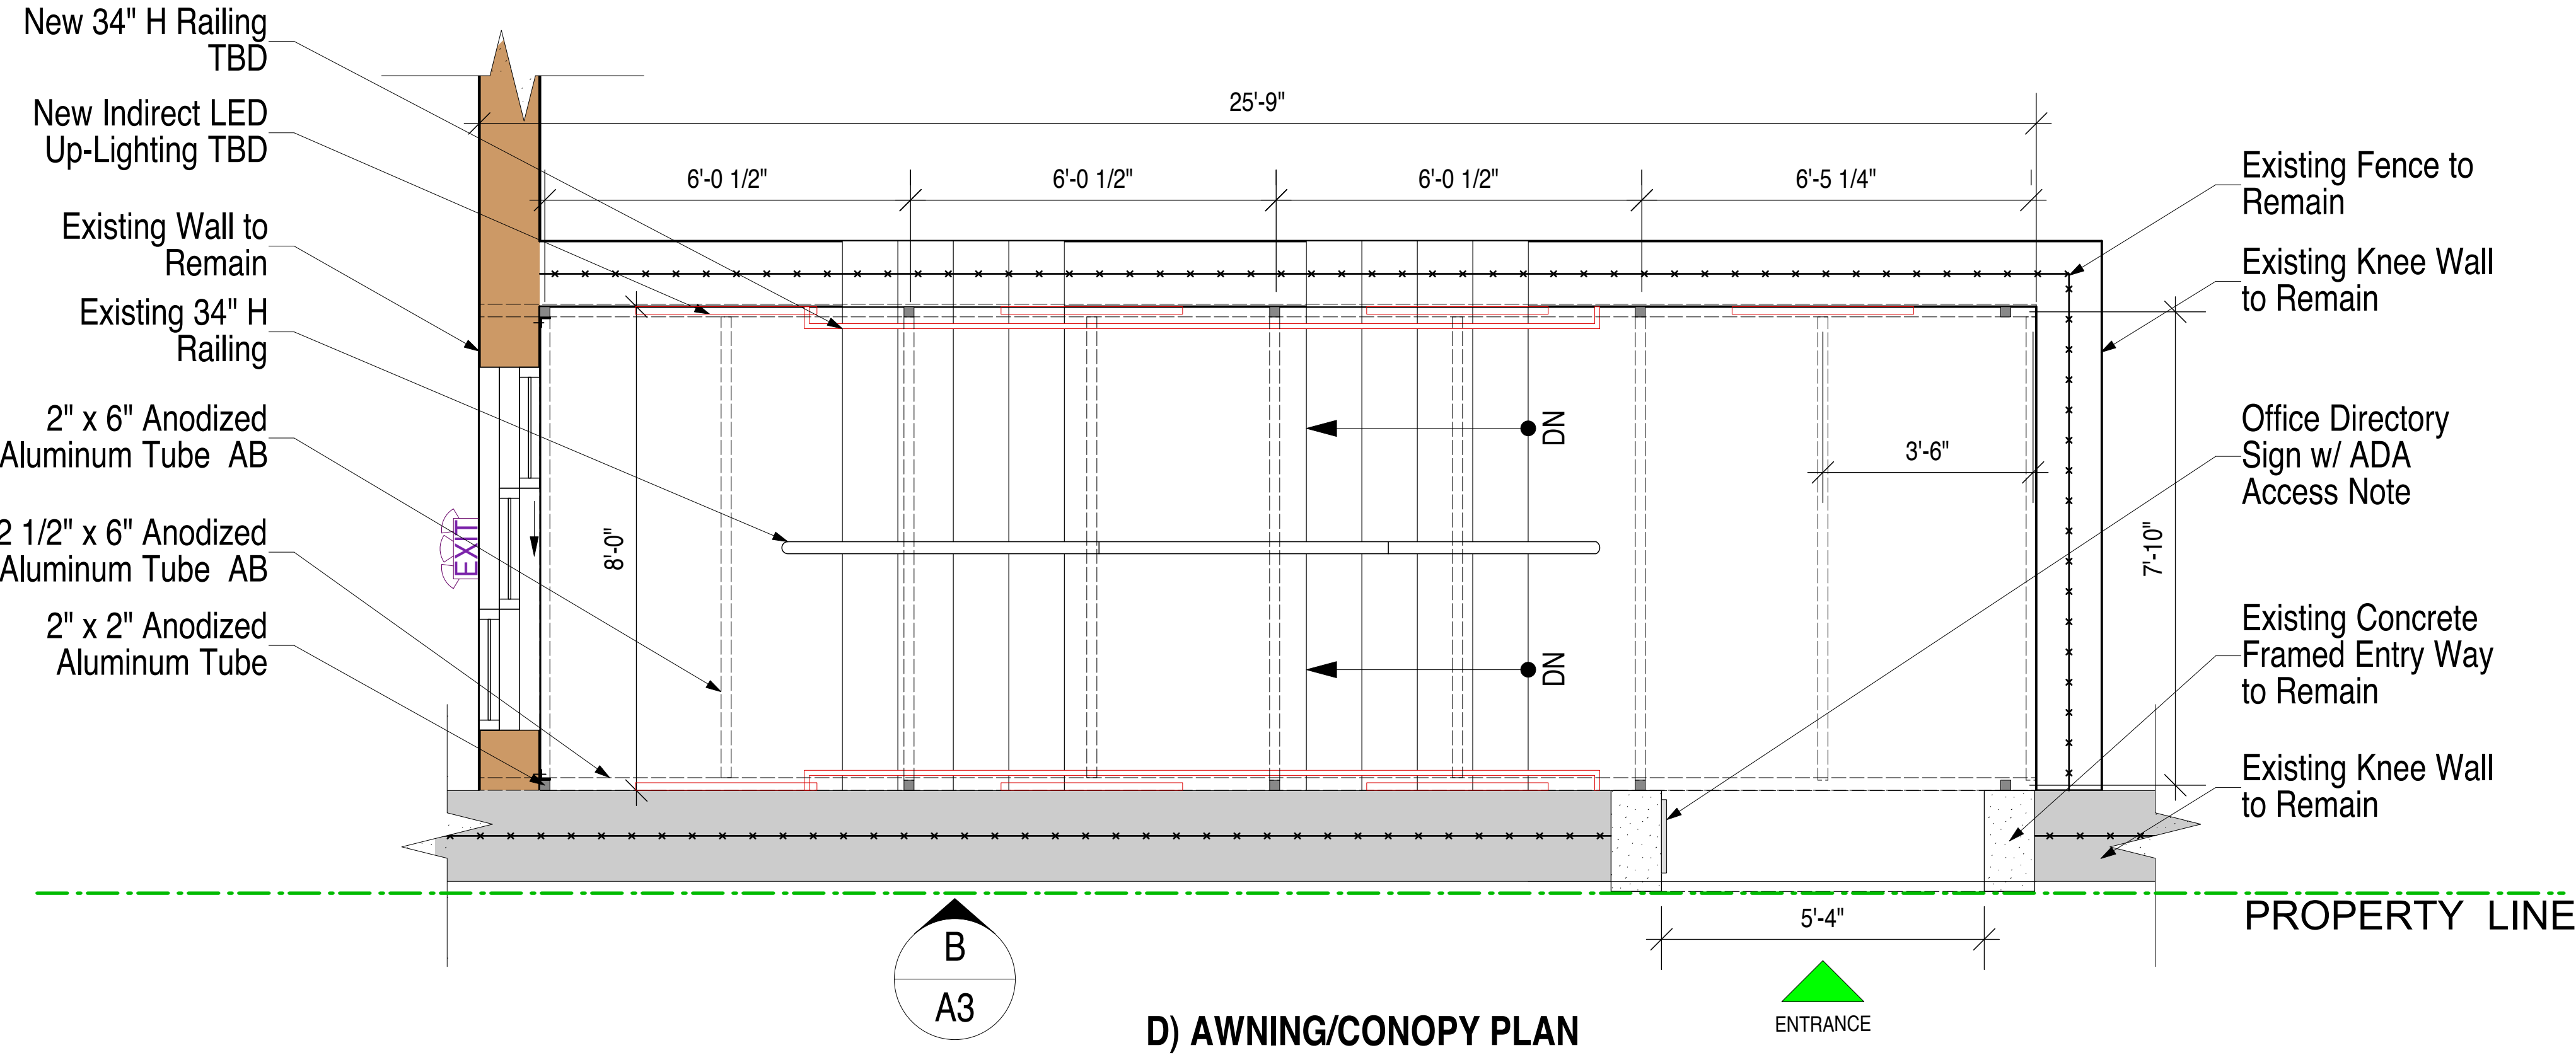 New 34" H Railing
TBD
New Indirect LED
Up-Lighting TBD
Existing Wall to
Remain
Existing 34" H
Railing
2" x 6" Anodized
Aluminum Tube AB
2 1/2" x 6" Anodized
Aluminum Tube AB
2" x 2" Anodized
Aluminum Tube
25'-9"
6'-0 1/2"
6'-0 1/2"
6'-0 1/2"
6'-5 1/4"
EXIT
8'-0"
DN
DN
3'-6"
7'-10"
Existing Fence to
Remain
Existing Knee Wall
to Remain
Office Directory
Sign w/ ADA
Access Note
Existing Concrete
Framed Entry Way
to Remain
Existing Knee Wall
to Remain
PROPERTY LINE
5'-4"
B
A3
ENTRANCE
D) AWNING/CONOPY PLAN